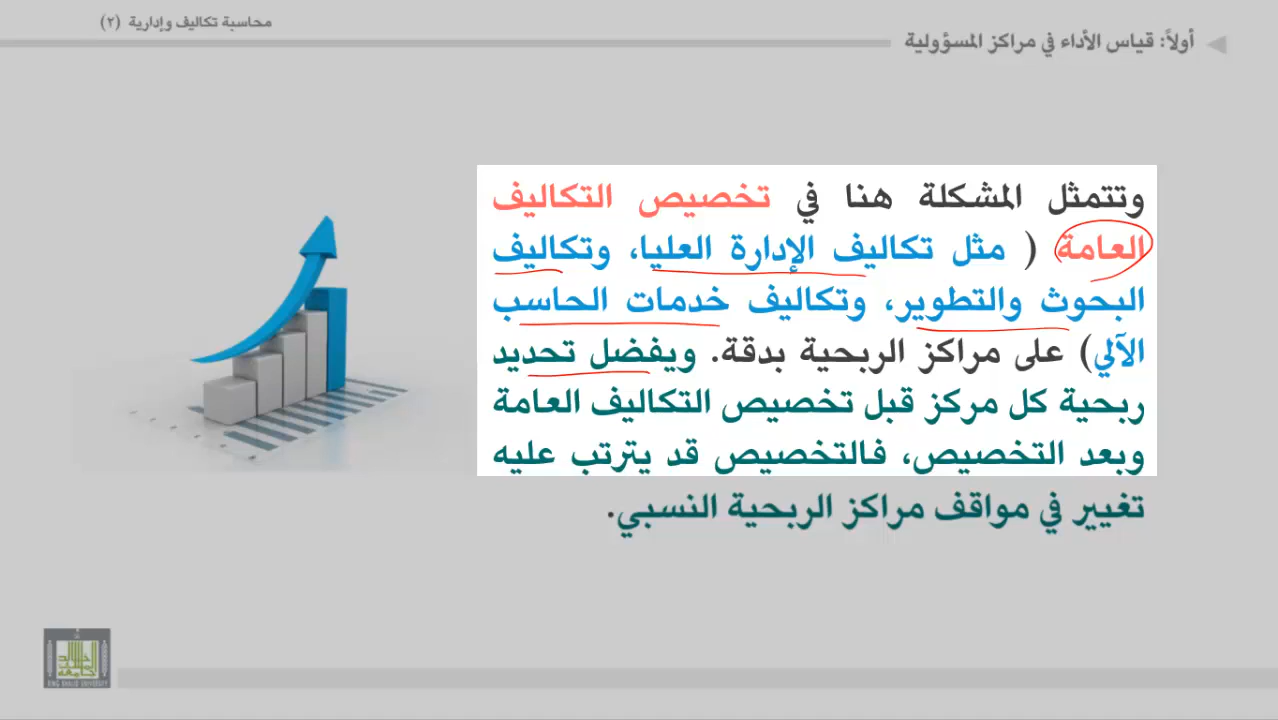 محاسبة تكاليف وإدارية (٢)
أولاً: قياس الأداء في مراكز المسؤولية
وتتمثل المشكلة هنا في تخصيص التكاليف
العامة ( مثل تكاليف الإدارة العليا، وتكاليف
البحوث والتطوير، وتكاليف خدمات الحاسب
الآلي) على مراكز الربحية بدقة. ويفضل تحديد
ربحية كل مركز قبل تخصيص التكاليف العامة
وبعد التخصيص، فالتخصيص قد يترتب عليه
تغيير في مواقف مراكز الربحية النسبي.